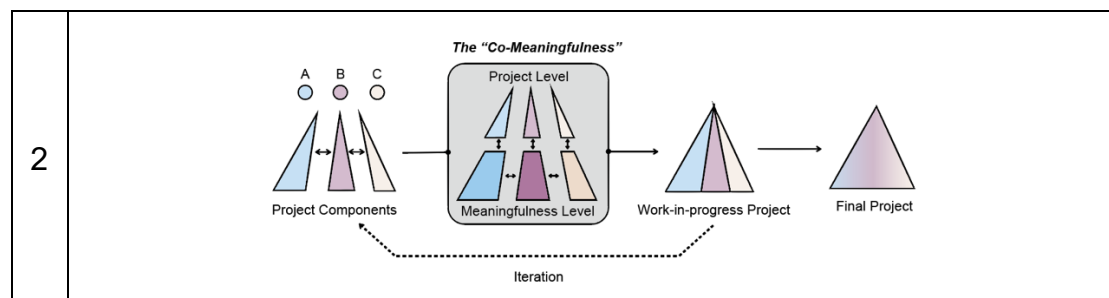 2
The “Co-Meaningfulness”
A B C
Project Level
Project Components
Meaningfulness Level
Work-in-progress Project
Final Project
Iteration